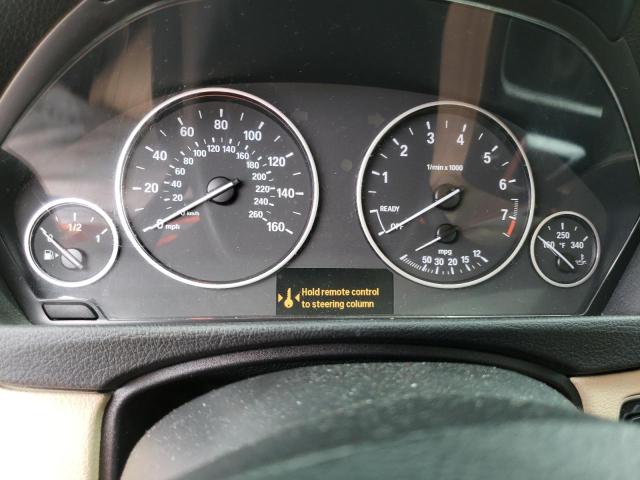 0 1/2 1
0 20 40 60 80 100 120 140 160
mph
20 40 60 80 100 120 140 160 180 200 220 240 260
km/h
1 2 3 4 5 6 7
1/min x 1000
READY
OFF
mpg
50 30 20 15 12
160 250 340
°F
Hold remote control
to steering column